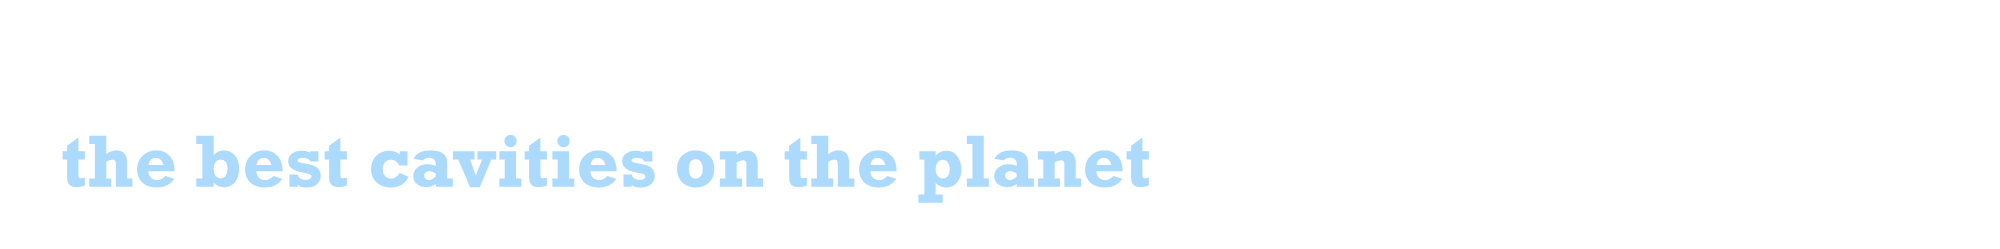 the best cavities on the planet